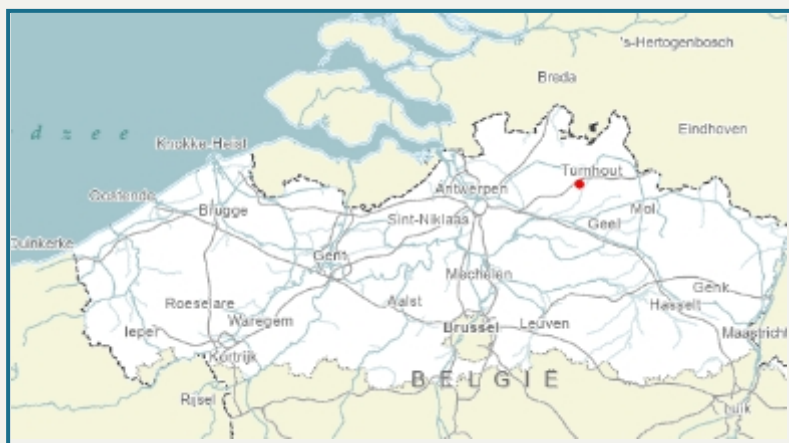 's-Hertogenbosch
Breda
dzee
Eindhoven
Knokke-Heist
Turnhout
Antwerpen
Oostende
Brugge
Sint-Niklaas
Mol
Geel
Duinkerke
Gent
Mechelen
Genk
Roeselare
Aalst
Hasselt
Ieper
Waregem
Brussel
Leuven
Maastricht
Kortrijk
BELGIË
Rijsel
Luik